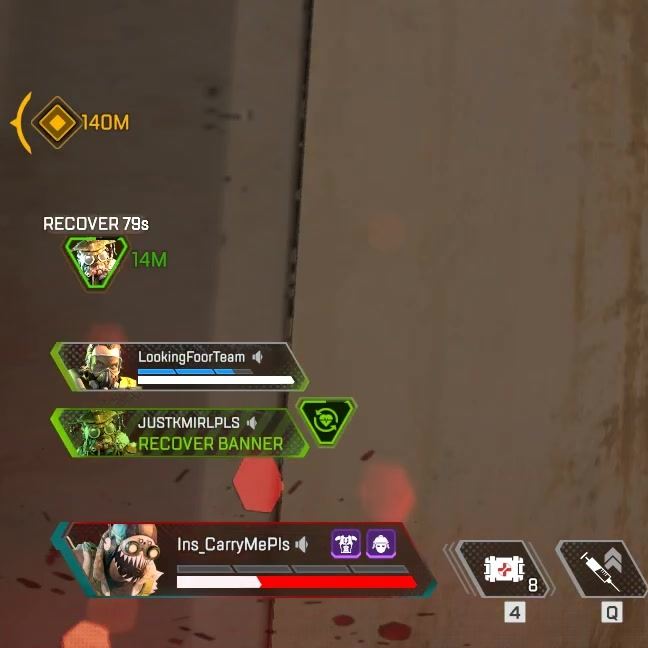 140M
RECOVER 79s
14M
LookingFoorTeam
JUSTKMIRLPLS
RECOVER BANNER
Ins_CarryMePls
8
4
Q